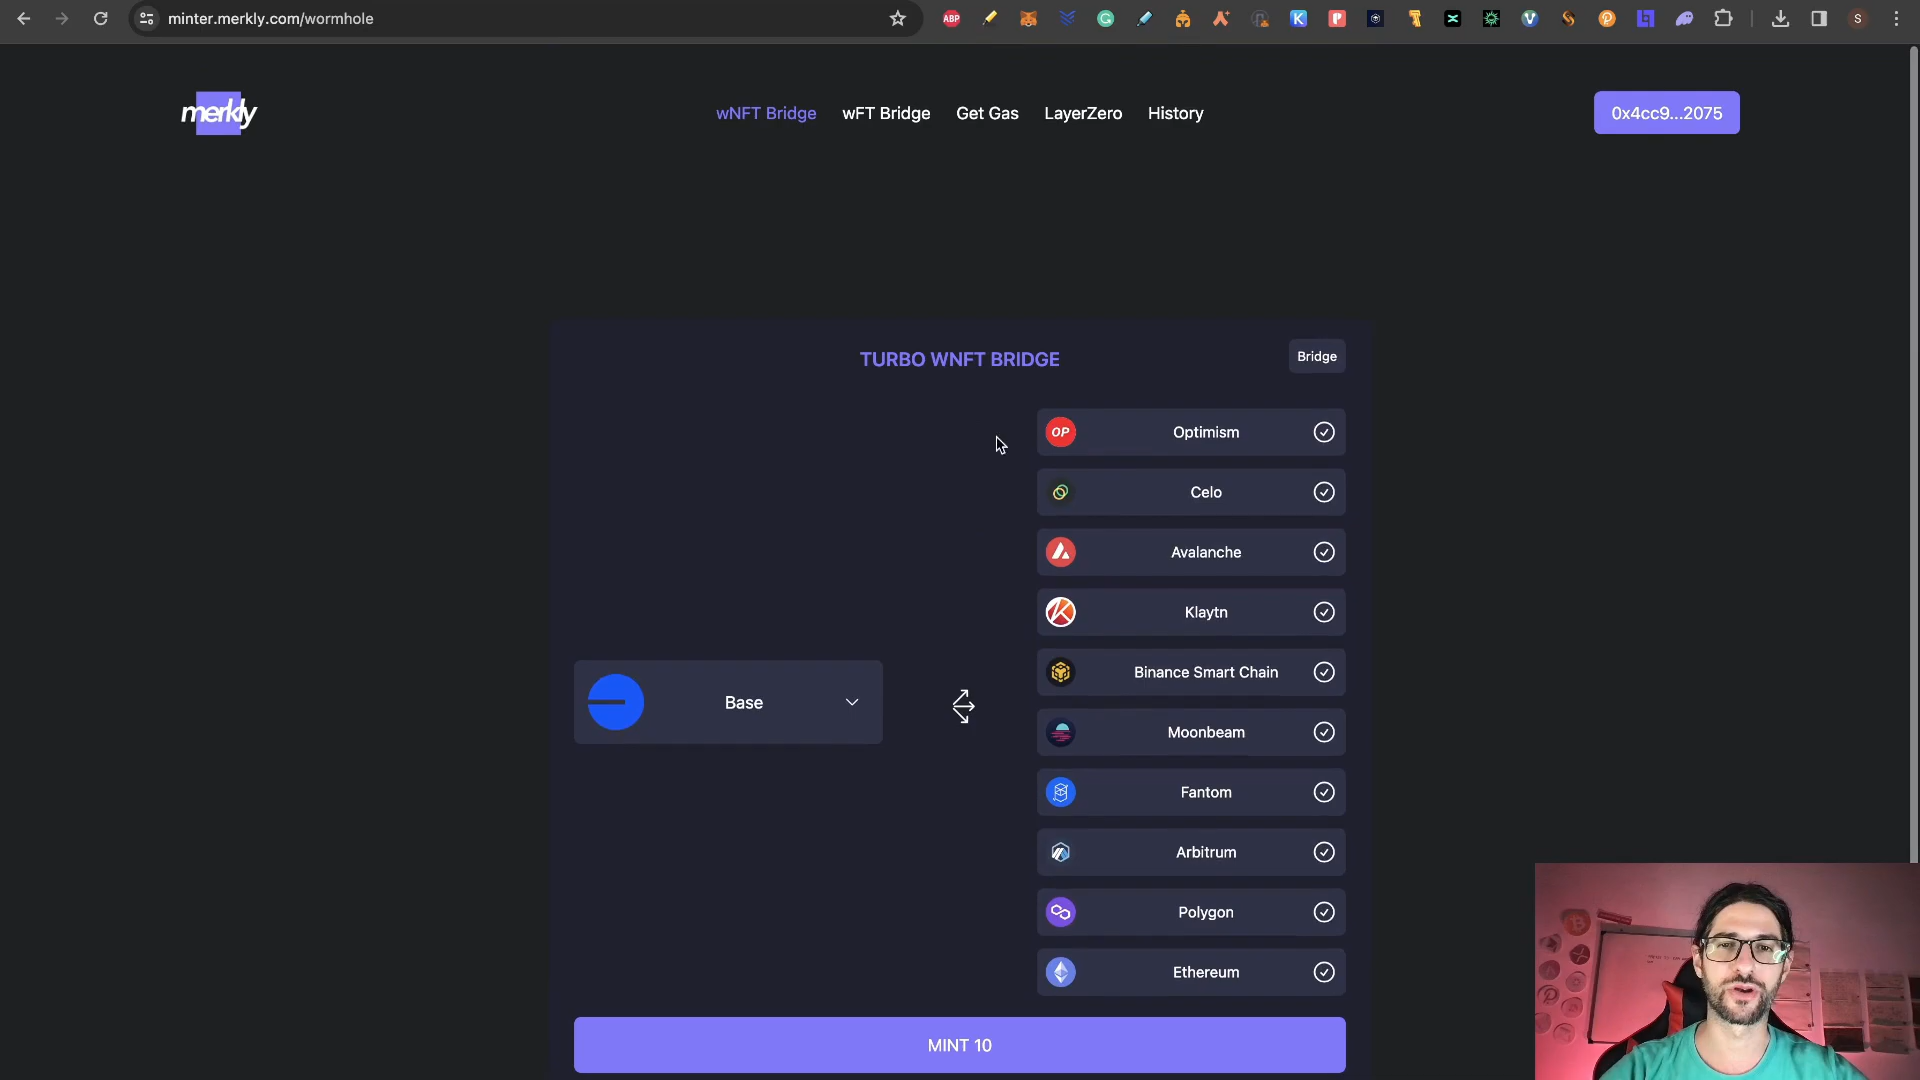 minter.merkly.com/wormhole
ABP
S
merkly
wNFT Bridge
wFT Bridge
Get Gas
LayerZero
History
0x4cc9...2075
TURBO WNFT BRIDGE
Bridge
OP
Optimism
Celo
Avalanche
Klaytn
Binance Smart Chain
Base
Moonbeam
Fantom
Arbitrum
Polygon
Ethereum
MINT 10